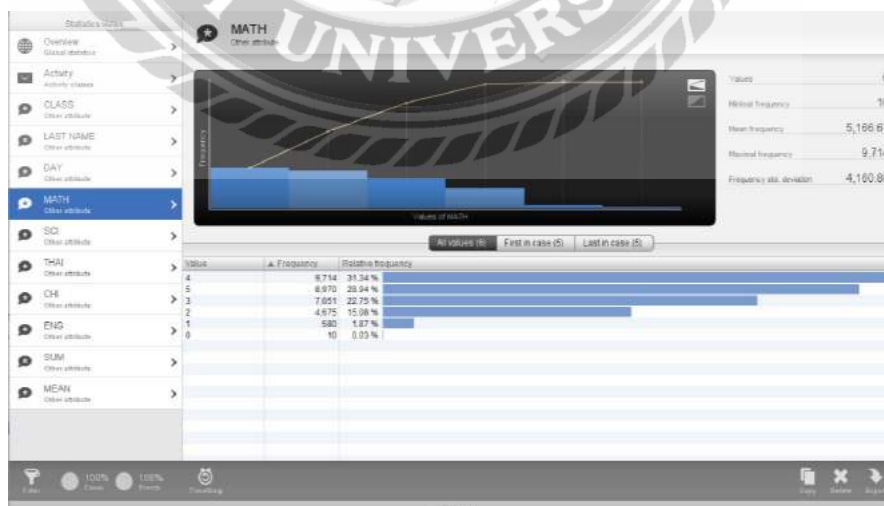 UNIVERS
Statistics views
Overview
Global statistics
Activity
Activity classes
CLASS
Other attribute
LAST NAME
Other attribute
DAY
Other attribute
MATH
Other attribute
SCI
Other attribute
THAI
Other attribute
CHI
Other attribute
ENG
Other attribute
SUM
Other attribute
MEAN
Other attribute
MATH
Other attribute
Frequency
Values of MATH
Values
Minimal frequency
Mean frequency 5,166.6
Maximal frequency 9,714
Frequency std. deviation 4,160.8
All values (6) First in case (5) Last in case (5)
Value Frequency Relative frequency
4 9,714 31.34 %
5 8,970 28.94 %
3 7,051 22.75 %
2 4,675 15.08 %
1 580 1.87 %
0 10 0.03 %
Filter
100%
Cases
100%
Events
Copy
Delete
Export